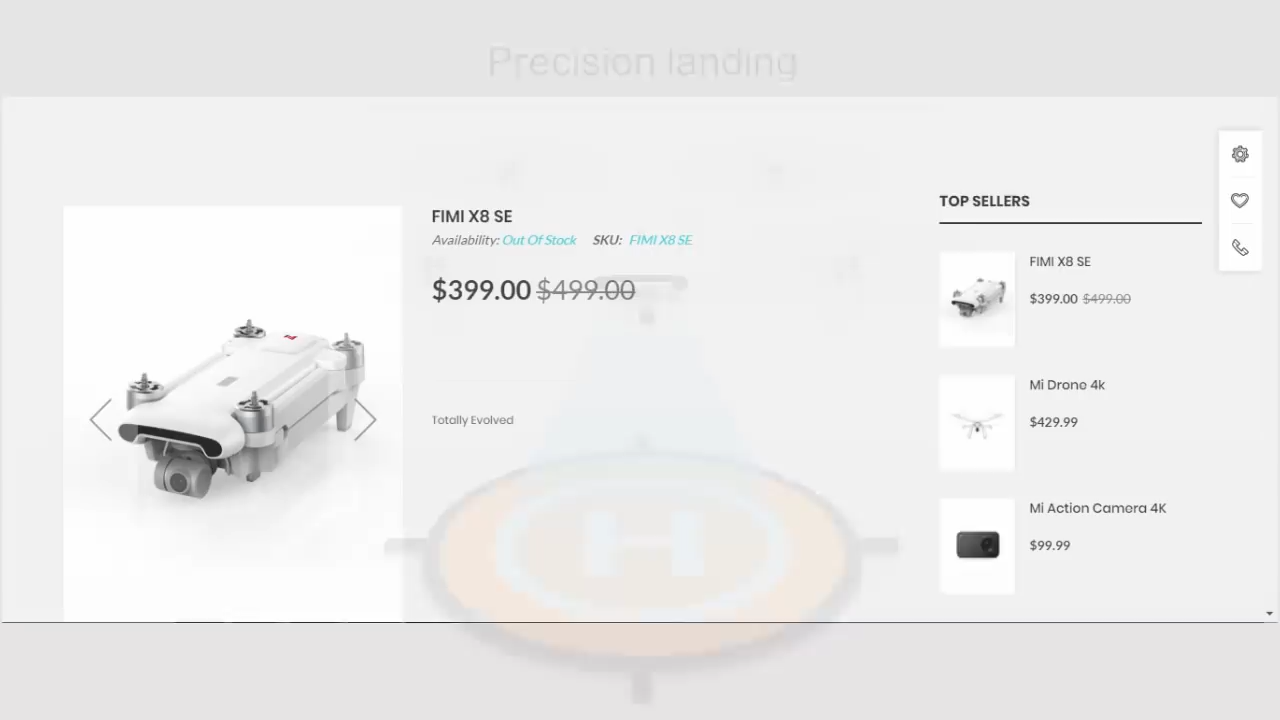 Precision landing
FIMI X8 SE
Availability: Out Of Stock SKU: FIMI X8 SE
$399.00 $499.00
Totally Evolved
H
TOP SELLERS
FIMI X8 SE
$399.00 $499.00
Mi Drone 4k
$429.99
Mi Action Camera 4K
$99.99